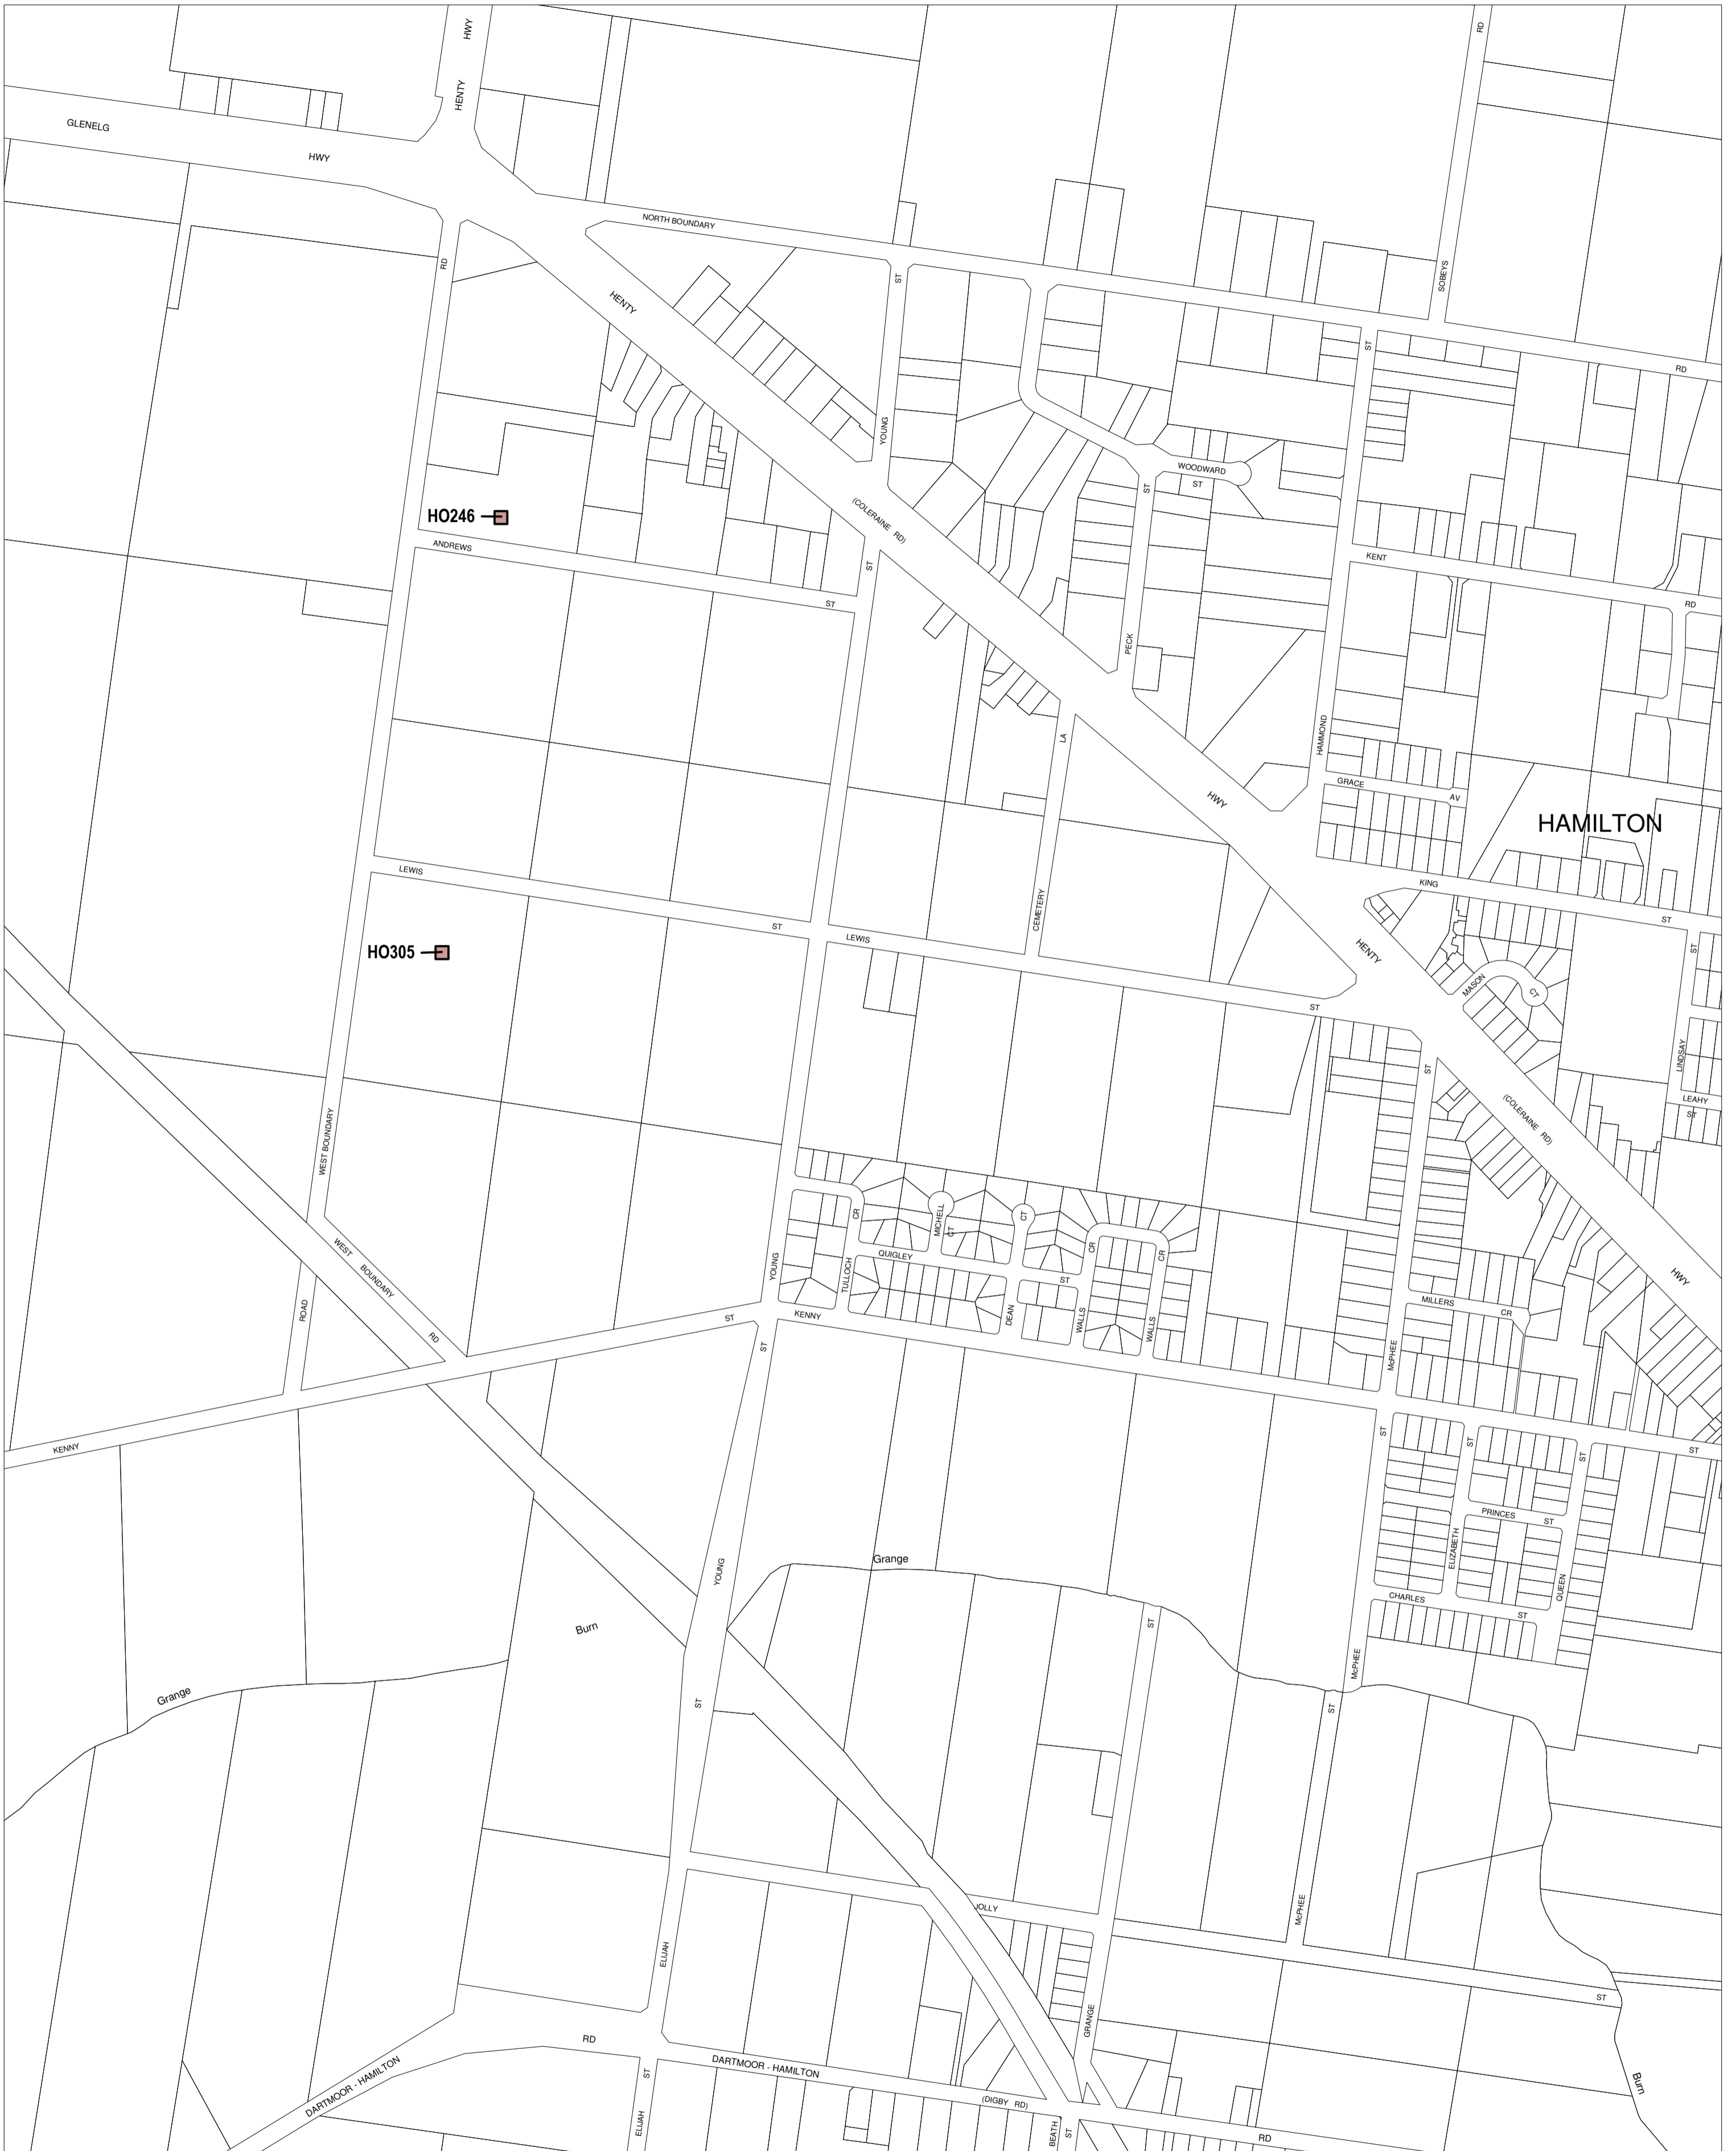 HWY
RD
HENTY
GLENELG
HWY
NORTH BOUNDARY
RD
ST
SOBEYS
HENTY
ST
RD
YOUNG
WOODWARD
ST
ST
HO246
(COLERAINE RD)
ANDREWS
KENT
ST
ST
RD
PECK
LA
HAMMOND
GRACE
AV
HWY
HAMILTON
LEWIS
KING
CEMETERY
ST
ST
LEWIS
HO305
HENTY
ST
MASON
CT
ST
LINDSAY
ST
LEAHY
ST
(COLERAINE RD)
WEST BOUNDARY
CR
MICHELL
CT
CT
WEST BOUNDARY
RD
QUIGLEY
CR
CR
YOUNG
TULLOCH
ST
HWY
ROAD
DEAN
WALLS
WALLS
MILLERS
CR
ST
KENNY
ST
McPHEE
KENNY
ST
ST
ST
ST
PRINCES
ST
ELIZABETH
Grange
YOUNG
QUEEN
CHARLES
ST
ST
Burn
McPHEE
Grange
ST
ST
JOLLY
McPHEE
ELIJAH
ST
GRANGE
RD
DARTMOOR - HAMILTON
DARTMOOR - HAMILTON
ST
Burn
(DIGBY RD)
ELIJAH
BEATH
ST
RD